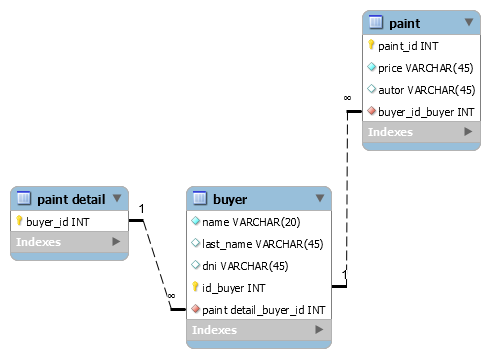 paint
paint_id INT
price VARCHAR(45)
autor VARCHAR(45)
buyer_id_buyer INT
Indexes
∞
1
paint detail
buyer_id INT
Indexes
1
∞
buyer
name VARCHAR(20)
last_name VARCHAR(45)
dni VARCHAR(45)
id_buyer INT
paint detail_buyer_id INT
Indexes